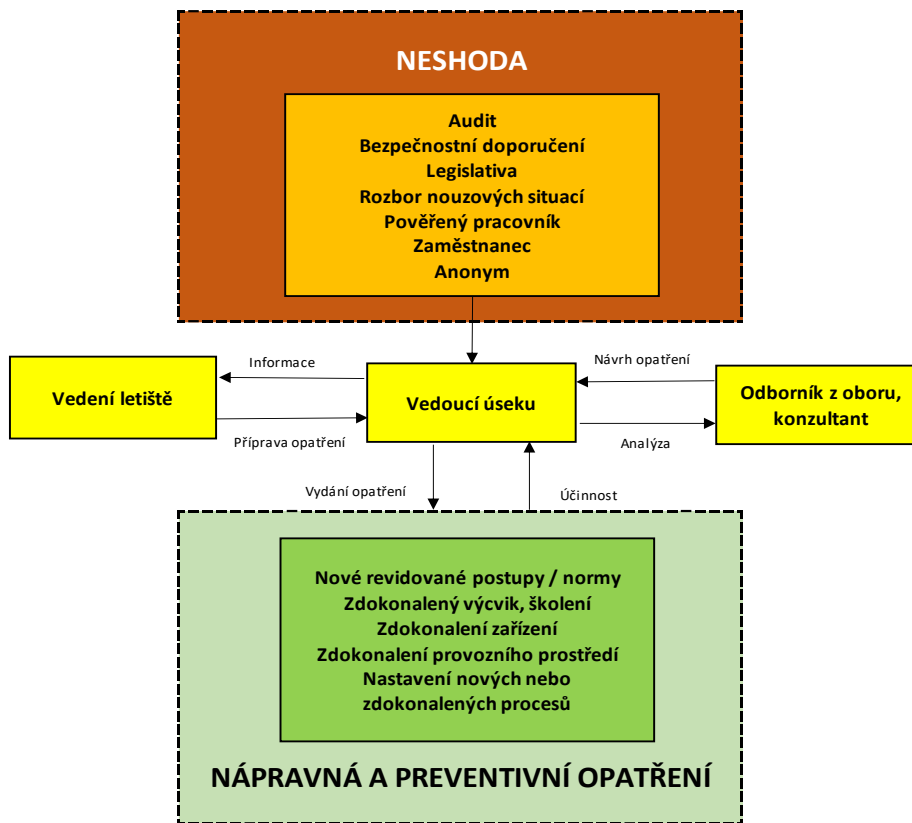 NESHODA
Audit
Bezpečnostní doporučení
Legislativa
Rozbor nouzových situací
Pověřený pracovník
Zaměstnanec
Anonym
Informace
Návrh opatření
Vedení letiště
Vedoucí úseku
Odborník z oboru,
konzultant
Příprava opatření
Analýza
Vydání opatření
Účinnost
Nové revidované postupy / normy
Zdokonalený výcvik, školení
Zdokonalení zařízení
Zdokonalení provozního prostředí
Nastavení nových nebo
zdokonalených procesů
NÁPRAVNÁ A PREVENTIVNÍ OPATŘENÍ